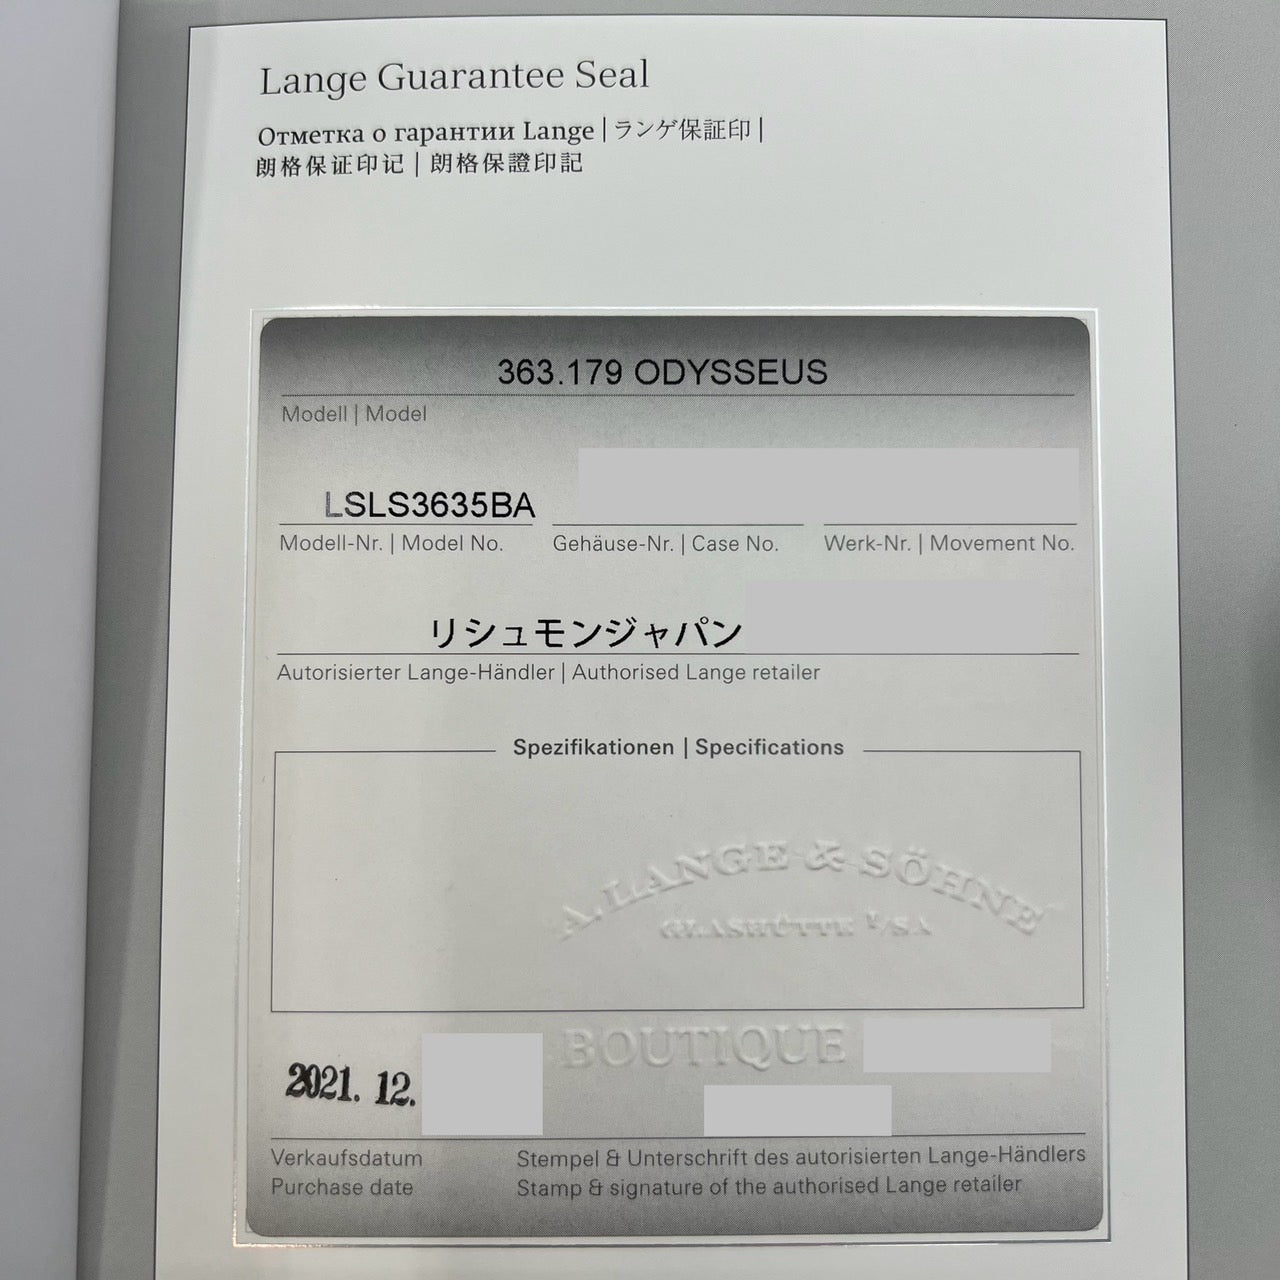 Lange Guarantee Seal
Отметка о гарантии Lange | ランゲ保証印 |
朗格保证印记 | 朗格保證印記
363.179 ODYSSEUS
Modell | Model
LSLS3635BA
Modell-Nr. | Model No. Gehäuse-Nr. | Case No. Werk-Nr. | Movement No.
リシュモンジャパン
Autorisierter Lange-Händler | Authorised Lange retailer
Spezifikationen | Specifications
A. LANGE & SÖHNE
GLASHÜTTE I/SA
BOUTIQUE
2021. 12.
Verkaufsdatum Stempel & Unterschrift des autorisierten Lange-Händlers
Purchase date Stamp & signature of the authorised Lange retailer